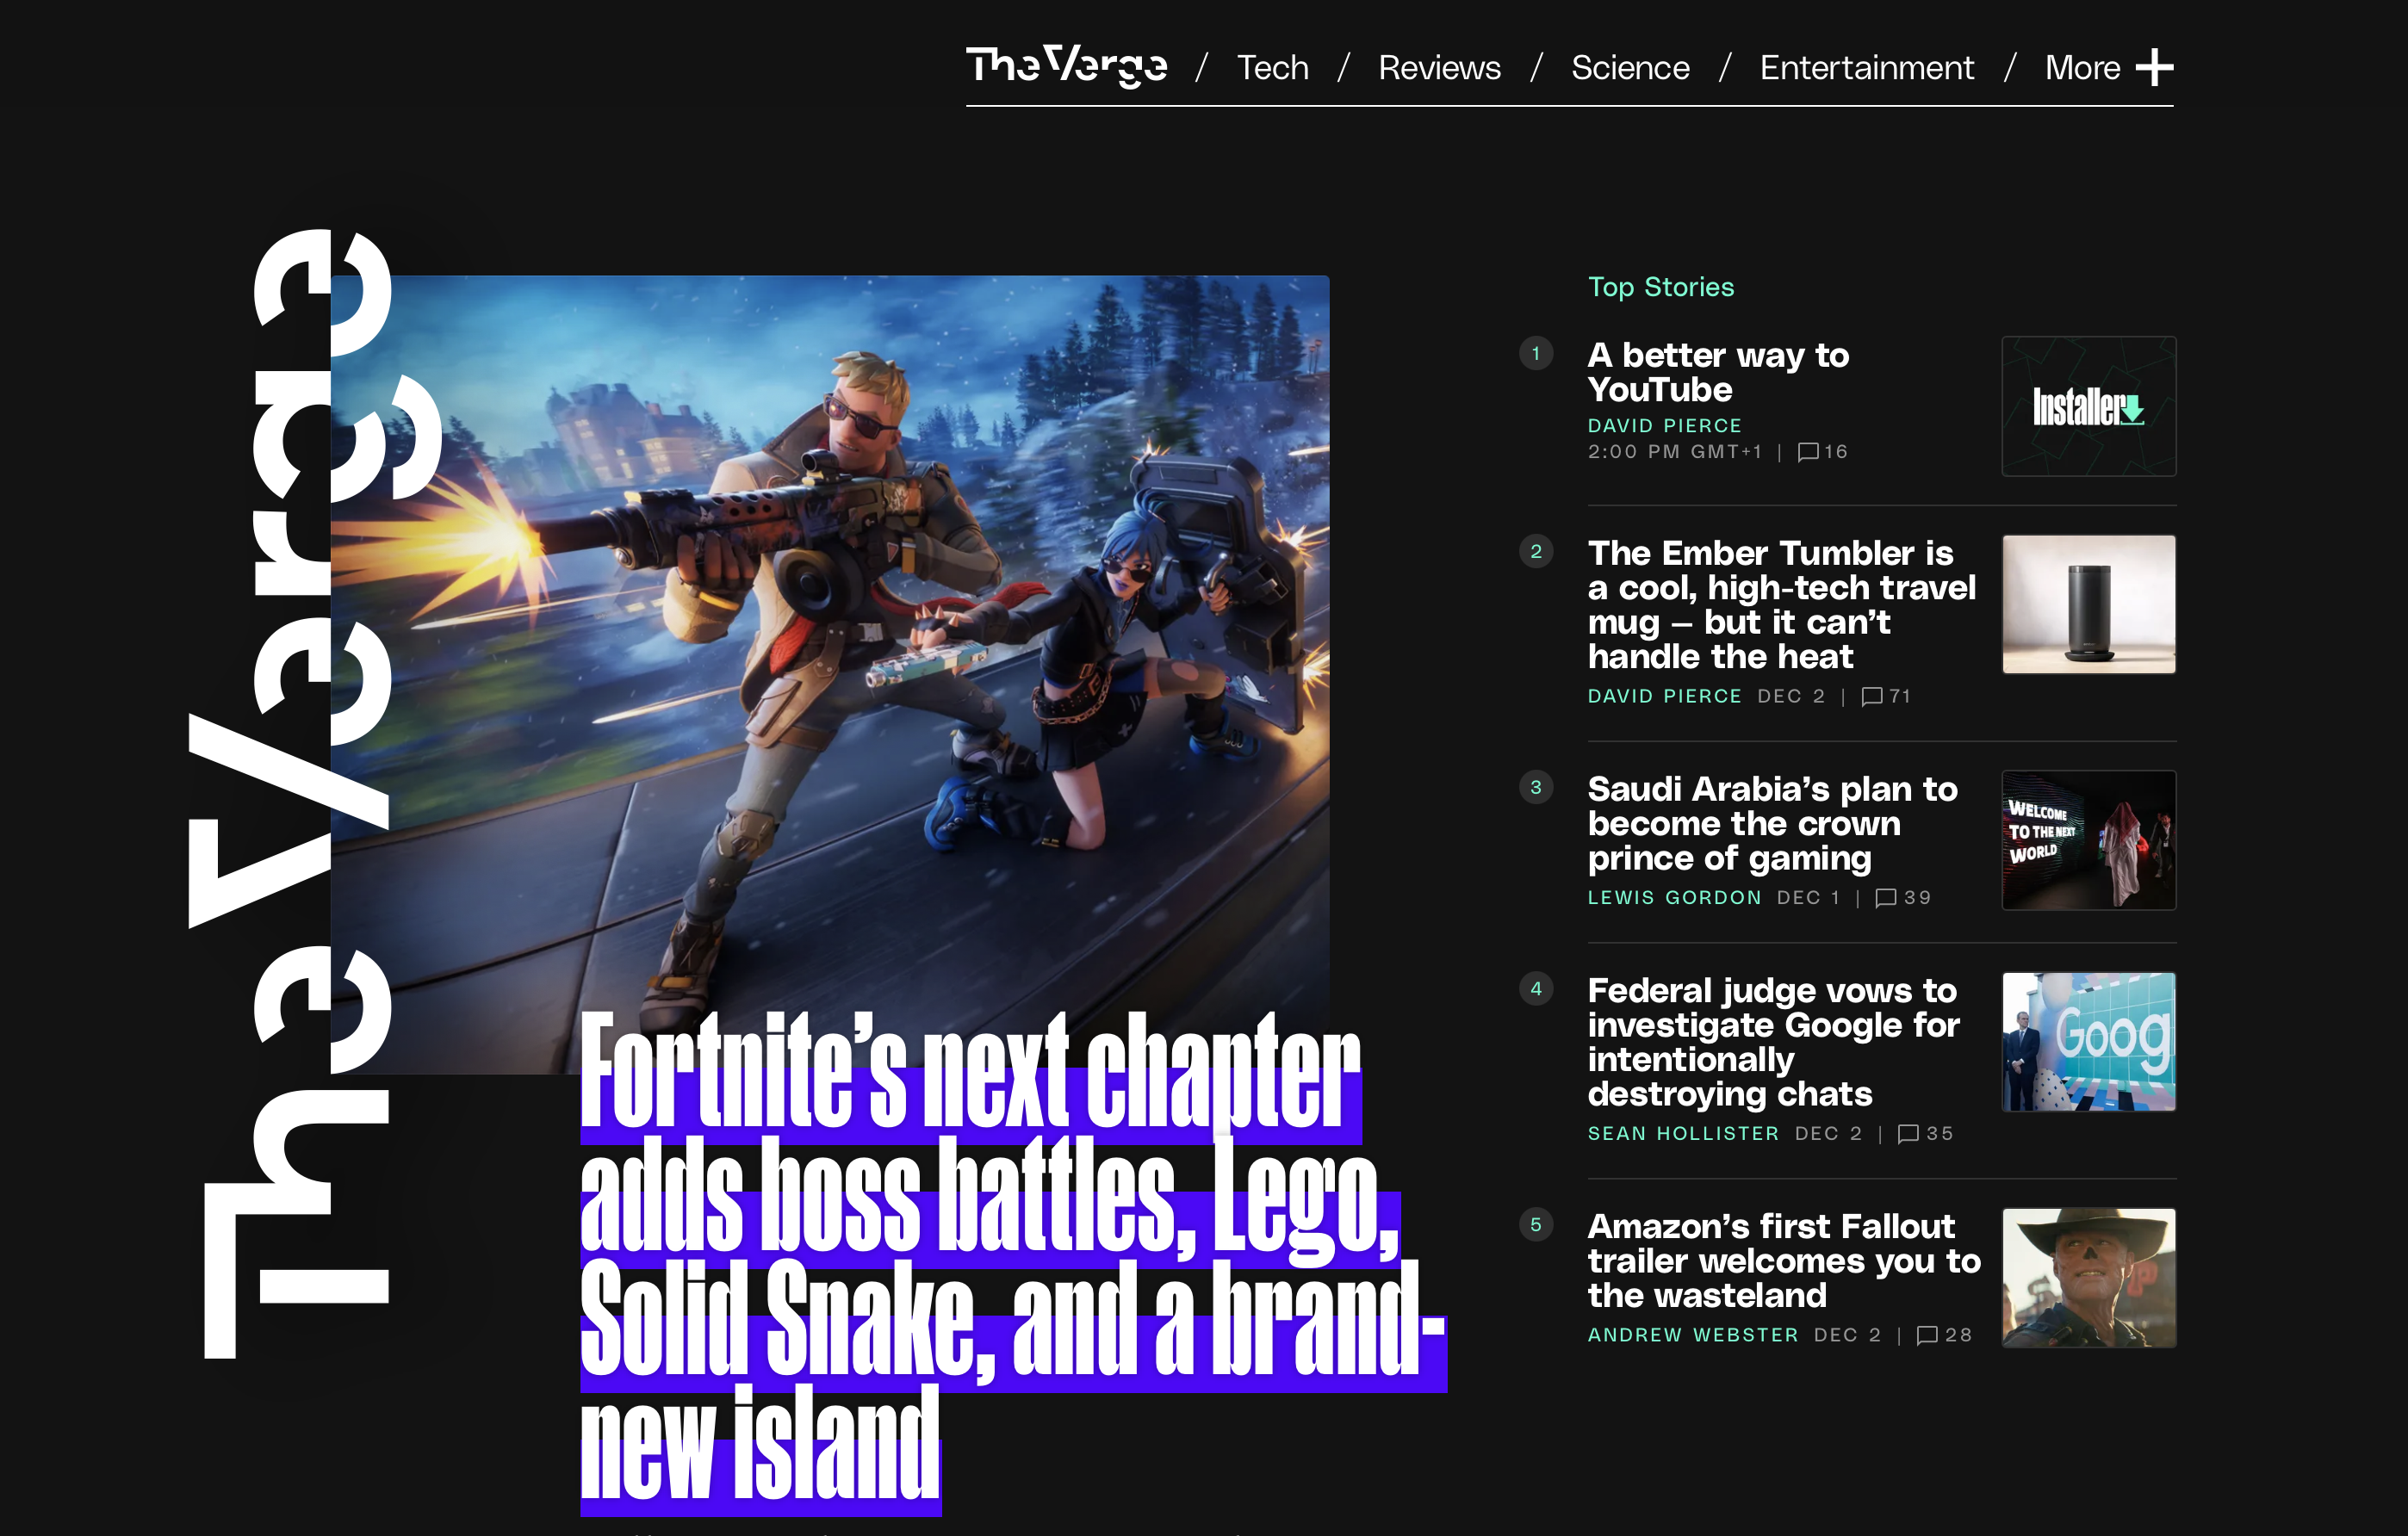 The Verge / Tech / Reviews / Science / Entertainment / More
The Verge
Fortnite’s next chapter
adds boss battles, Lego,
Solid Snake, and a brand-
new island
Top Stories
1
A better way to
YouTube
DAVID PIERCE
2:00 PM GMT+1 | 16
Installer
2
The Ember Tumbler is
a cool, high-tech travel
mug — but it can’t
handle the heat
DAVID PIERCE DEC 2 | 71
3
Saudi Arabia’s plan to
become the crown
prince of gaming
LEWIS GORDON DEC 1 | 39
WELCOME
TO THE NEXT
WORLD
4
Federal judge vows to
investigate Google for
intentionally
destroying chats
SEAN HOLLISTER DEC 2 | 35
Goog
5
Amazon’s first Fallout
trailer welcomes you to
the wasteland
ANDREW WEBSTER DEC 2 | 28